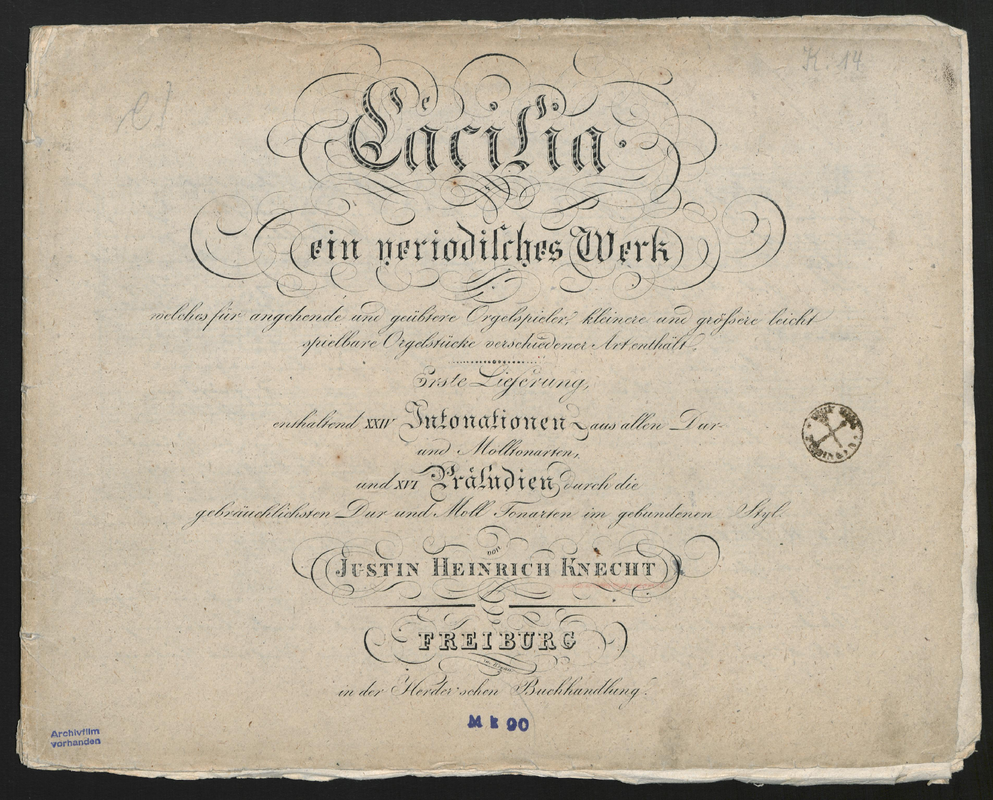 K. 14
Cäcilia.
ein periodisches Werk
welches für angehende und geübtere Orgelspieler, kleinere und größere leicht
spielbare Orgelstücke verschiedener Art enthält.
Erste Lieferung,
enthaltend XXIV Intonationen aus allen Dur-
und Molltonarten,
und XVI Präludien durch die
gebräuchlichsten Dur und Moll Tonarten im gebundenen Styl.
von
JUSTIN HEINRICH KNECHT
FREIBURG
in der Herder'schen Buchhandlung.
M k 90
Archivfilm
vorhanden